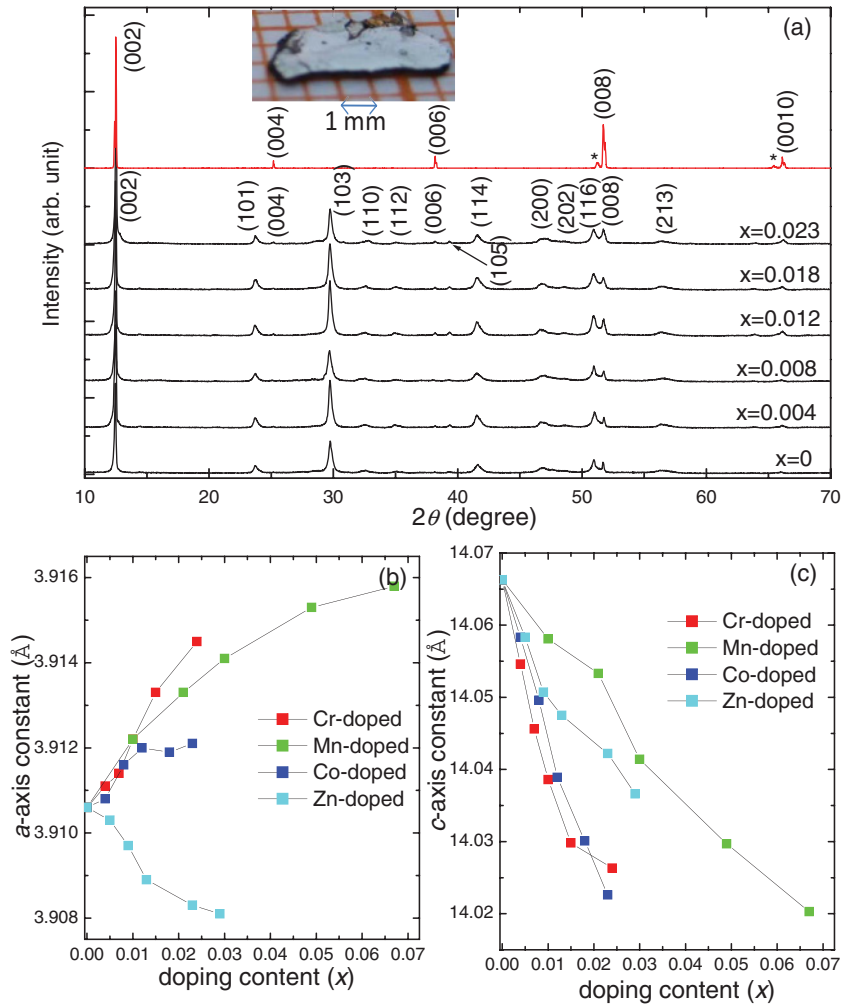 (a)
(002)
1 mm
(004)
(006)
*
(008)
*
(0010)
(002)
(101)
(004)
(103)
(110)
(112)
(006)
(105)
(114)
(200)
(202)
(116)
(008)
(213)
x=0.023
x=0.018
x=0.012
x=0.008
x=0.004
x=0
Intensity (arb. unit)
10 20 30 40 50 60 70
2θ (degree)
(b)
3.916
3.914
3.912
3.910
3.908
a-axis constant (Å)
Cr-doped
Mn-doped
Co-doped
Zn-doped
0.00 0.01 0.02 0.03 0.04 0.05 0.06 0.07
doping content (x)
(c)
14.07
14.06
14.05
14.04
14.03
14.02
c-axis constant (Å)
Cr-doped
Mn-doped
Co-doped
Zn-doped
0.00 0.01 0.02 0.03 0.04 0.05 0.06 0.07
doping content (x)